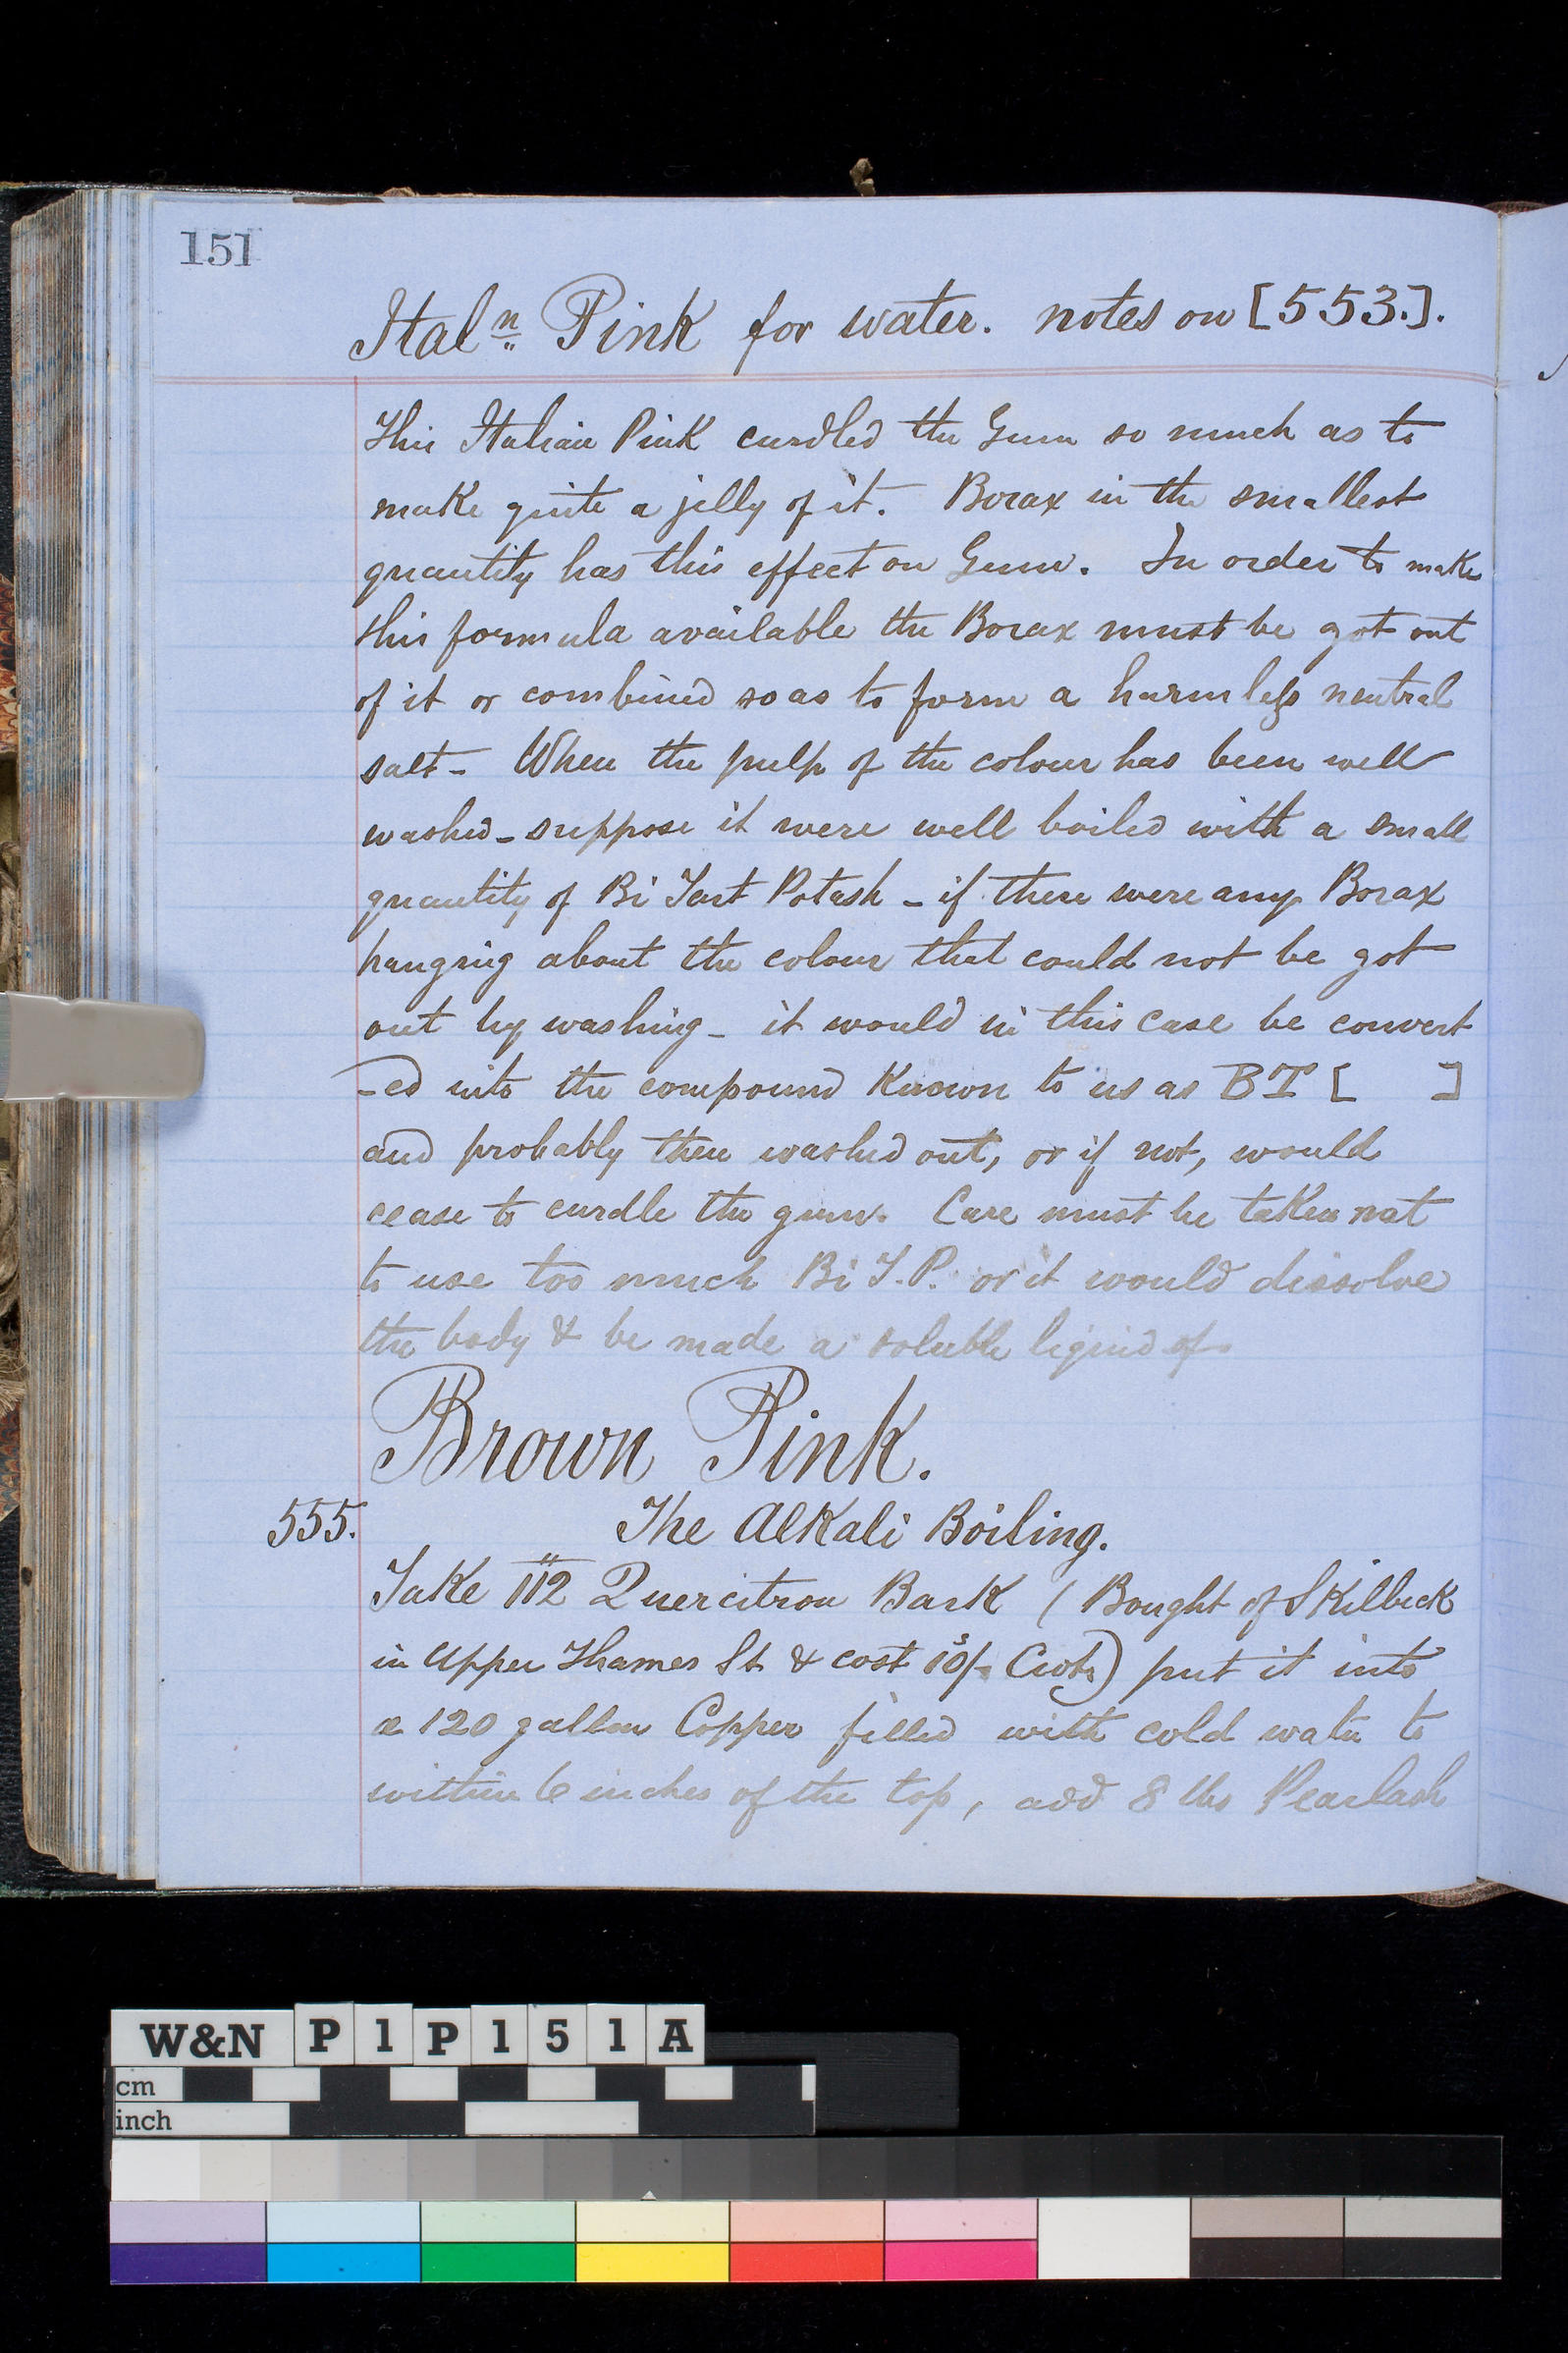 151
Italn. Pink for water. notes on [553.].
This Italian Pink curdled the Gum so much as to
make quite a jelly of it. Borax in the smallest
quantity has this effect on Gum. In order to make
this formula available the Borax must be got out
of it or combined so as to form a harmless neutral
salt - When the pulp of the colour has been well
washed - suppose it were well boiled with a small
quantity of Bi Tart Potash - if there were any Borax
hanging about the colour that could not be got
out by washing - it would in this case be convert
-ed into the compound Known to us as BT [ ]
and probably then washed out, or if not, would
cease to curdle the gum. Care must be taken not
to use too much Bi T.P. or it would dissolve
the body & be made a soluble liquid of.
Brown Pink.
555. The Alkali Boiling.
Take 112 Quercitron Bark (Bought of Skilbeck
in Upper Thames St & cost Cwt.) put it into
a 120 gallon Copper filled with cold water to
within 6 inches of the top, add 8 lbs Pearlash
W&N P1P151A
cm
inch